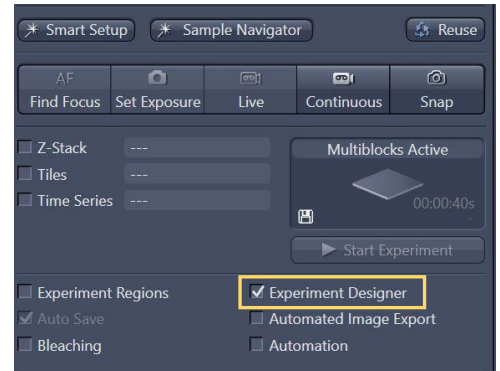 Smart Setup Sample Navigator Reuse
AF
Find Focus Set Exposure Live Continuous Snap
Z-Stack ---
Tiles ---
Time Series ---
Multiblocks Active
00:00:40s
-
Start Experiment
Experiment Regions Experiment Designer
Auto Save Automated Image Export
Bleaching Automation